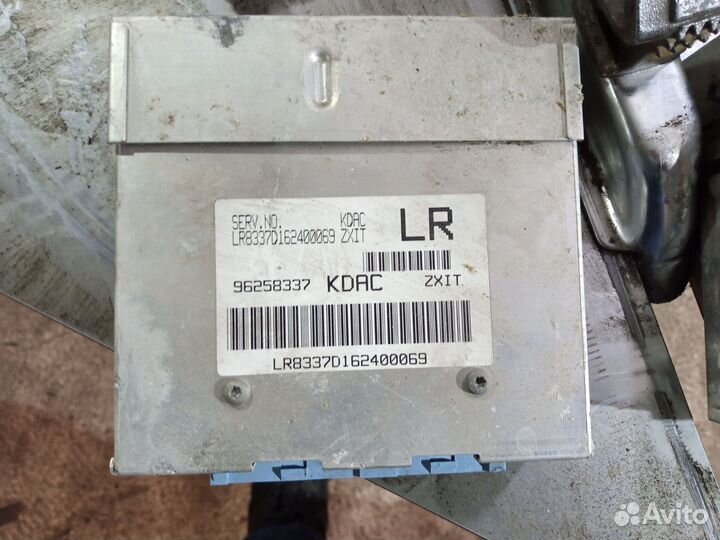 SERV.NO. KDAC
LR8337D162400069 ZXIT
LR
96258337 KDAC ZXIT
LR8337D162400069
Avito